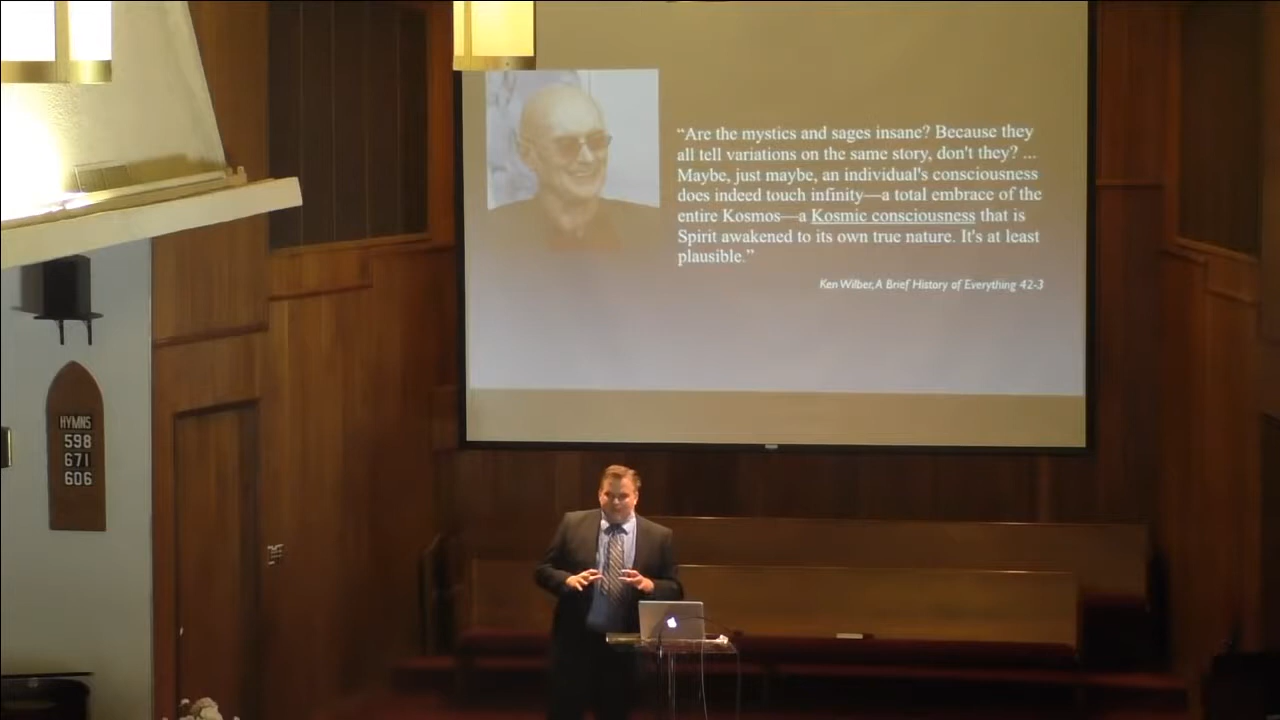 “Are the mystics and sages insane? Because they
all tell variations on the same story, don't they? ...
Maybe, just maybe, an individual's consciousness
does indeed touch infinity—a total embrace of the
entire Kosmos—a Kosmic consciousness that is
Spirit awakened to its own true nature. It's at least
plausible.”
Ken Wilber, A Brief History of Everything 42-3
HYMNS
598
671
606